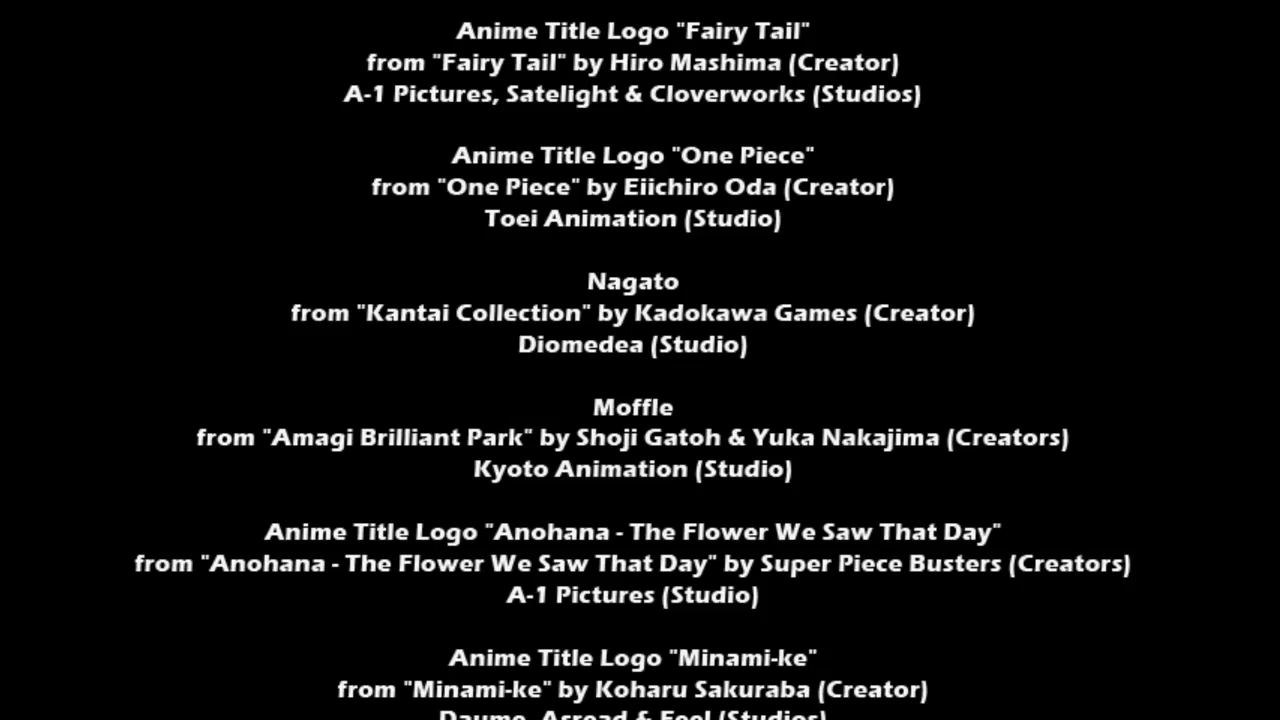 Anime Title Logo "Fairy Tail"
from "Fairy Tail" by Hiro Mashima (Creator)
A-1 Pictures, Satelight & Cloverworks (Studios)
Anime Title Logo "One Piece"
from "One Piece" by Eiichiro Oda (Creator)
Toei Animation (Studio)
Nagato
from "Kantai Collection" by Kadokawa Games (Creator)
Diomedea (Studio)
Moffle
from "Amagi Brilliant Park" by Shoji Gatoh & Yuka Nakajima (Creators)
Kyoto Animation (Studio)
Anime Title Logo "Anohana - The Flower We Saw That Day"
from "Anohana - The Flower We Saw That Day" by Super Piece Busters (Creators)
A-1 Pictures (Studio)
Anime Title Logo "Minami-ke"
from "Minami-ke" by Koharu Sakuraba (Creator)
Daume, Asread & Feel (Studios)